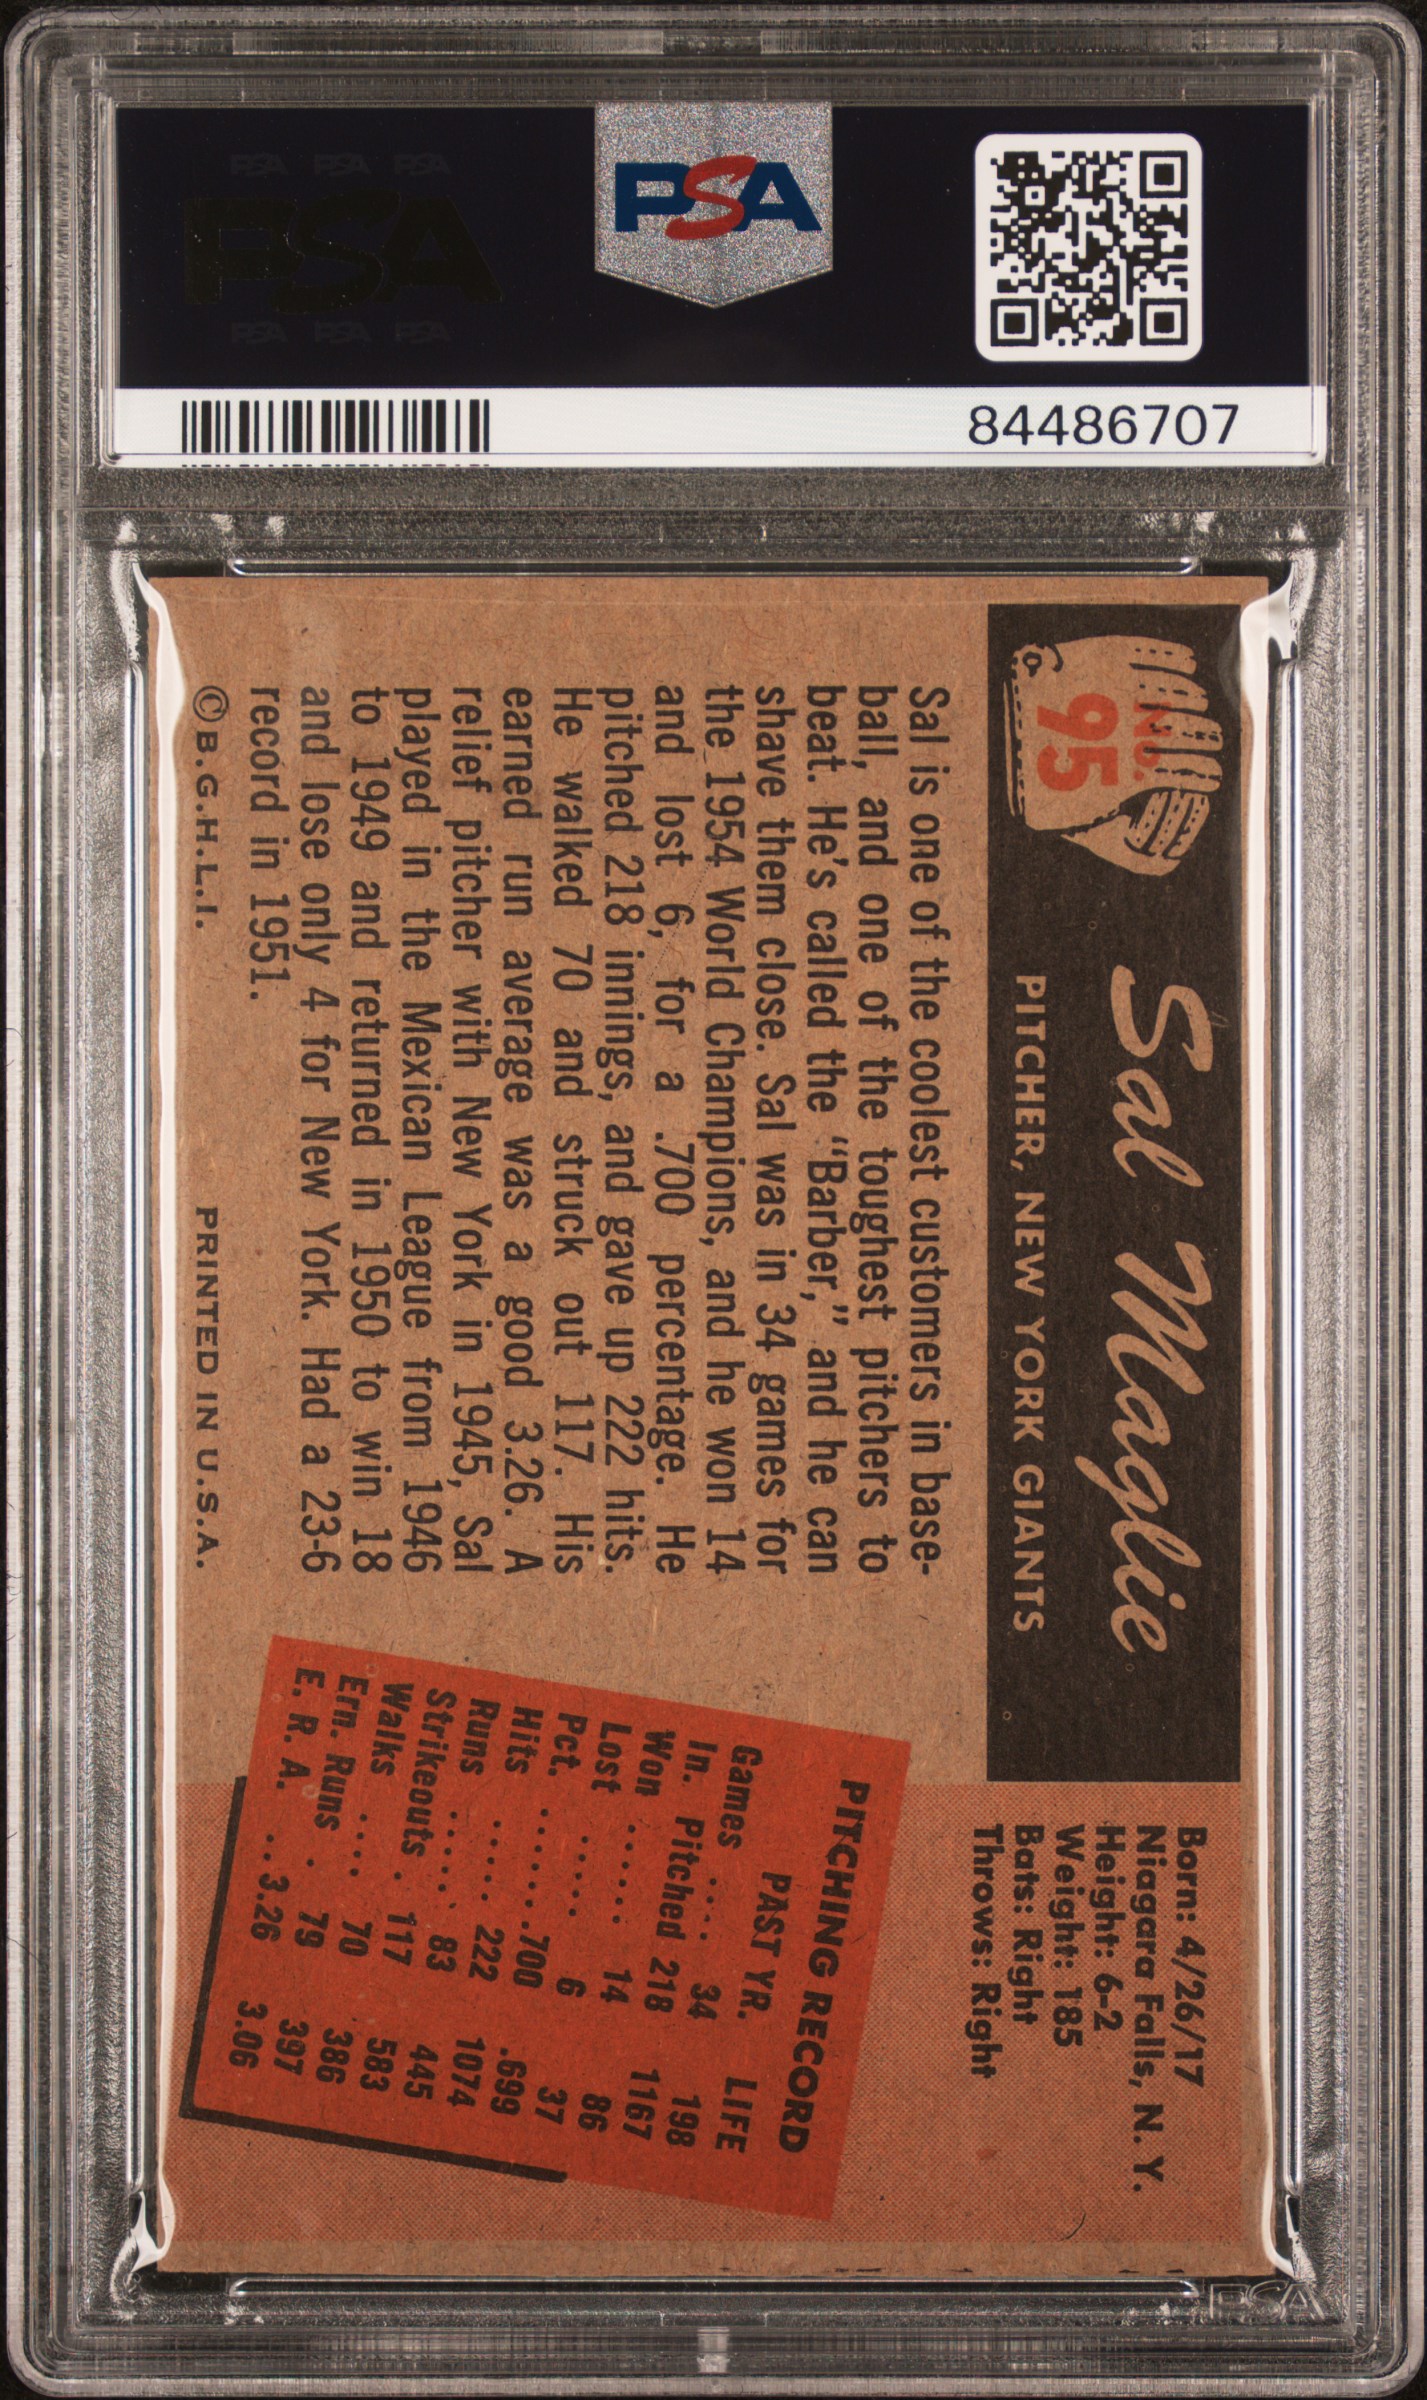 PSA PSA PSA
PSA
PSA PSA PSA
PSA
84486707
No.
95
Sal Maglie
PITCHER, NEW YORK GIANTS
Born: 4/26/17
Niagara Falls, N. Y.
Height: 6-2
Weight: 185
Bats: Right
Throws: Right
Sal is one of the coolest customers in base-
ball, and one of the toughest pitchers to
beat. He's called the "Barber," and he can
shave them close. Sal was in 34 games for
the 1954 World Champions, and he won 14
and lost 6, for a .700 percentage. He
pitched 218 innings, and gave up 222 hits.
He walked 70 and struck out 117. His
earned run average was a good 3.26. A
relief pitcher with New York in 1945, Sal
played in the Mexican League from 1946
to 1949 and returned in 1950 to win 18
and lose only 4 for New York. Had a 23-6
record in 1951.
© B.G.H.L.I. PRINTED IN U.S.A.
PITCHING RECORD
PAST YR. LIFE
Games .... 34 198
In. Pitched 218 1167
Won ...... 14 86
Lost ..... 6 37
Pct. ......700 .699
Hits ..... 222 1074
Runs ..... 83 445
Strikeouts . 117 583
Walks .... 70 386
Ern. Runs . 79 397
E. R. A. ...3.26 3.06
PSA